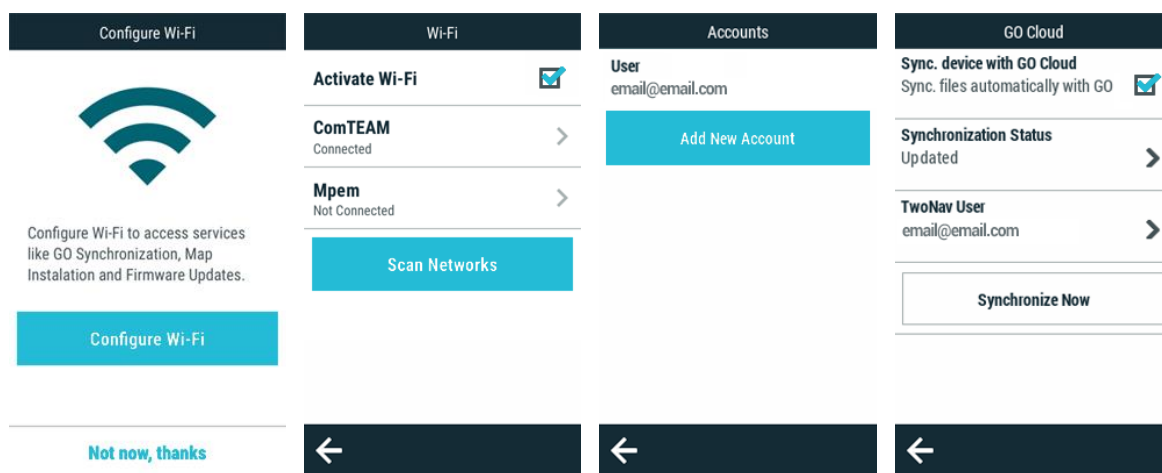 Configure Wi-Fi
Configure Wi-Fi to access services
like GO Synchronization, Map
Instalation and Firmware Updates.
Configure Wi-Fi
Not now, thanks
Wi-Fi
Activate Wi-Fi
ComTEAM
Connected
Mpem
Not Connected
Scan Networks
Accounts
User
email@email.com
Add New Account
GO Cloud
Sync. device with GO Cloud
Sync. files automatically with GO
Synchronization Status
Updated
TwoNav User
email@email.com
Synchronize Now